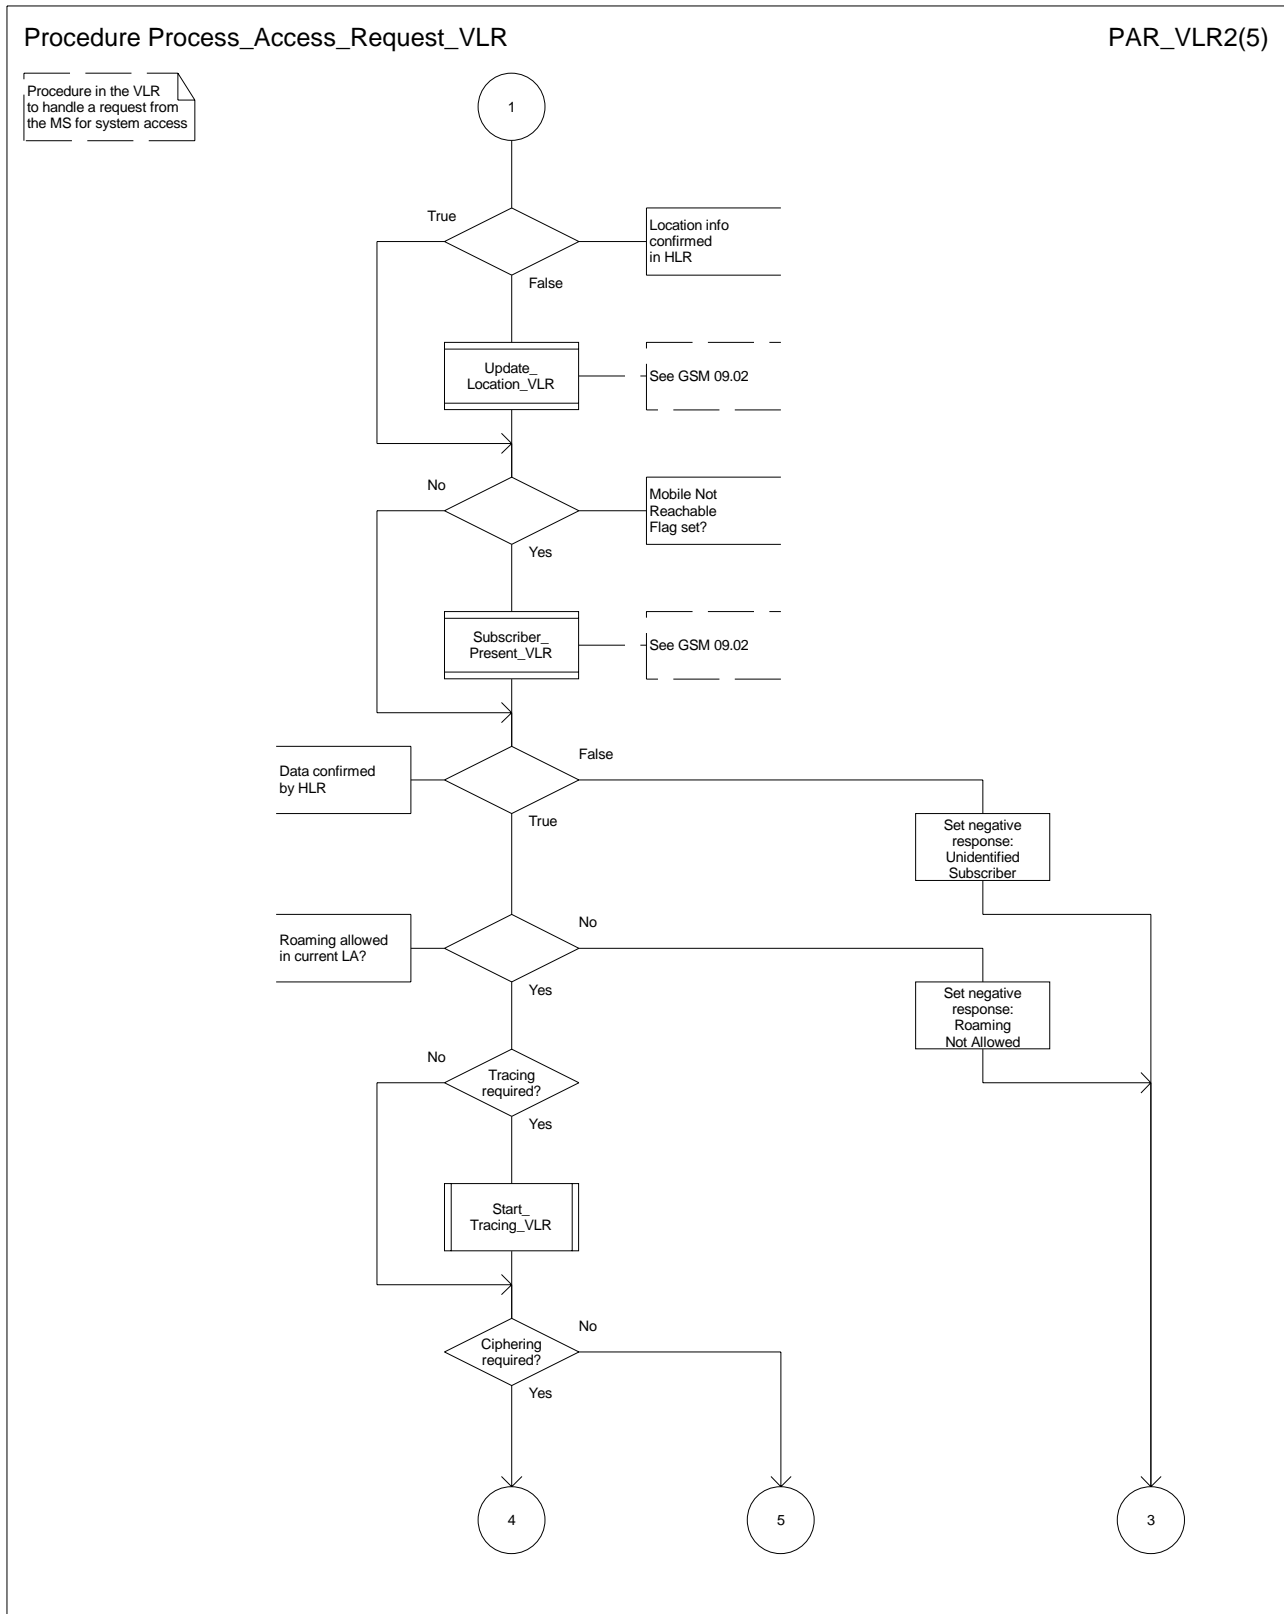 Procedure Process_Access_Request_VLR
PAR_VLR2(5)
Procedure in the VLR
to handle a request from
the MS for system access
1
True
Location info
confirmed
in HLR
False
Update_
Location_VLR
See GSM 09.02
No
Mobile Not
Reachable
Flag set?
Yes
Subscriber_
Present_VLR
See GSM 09.02
Data confirmed
by HLR
False
True
Set negative
response:
Unidentified
Subscriber
Roaming allowed
in current LA?
No
Yes
Set negative
response:
Roaming
Not Allowed
No
Tracing
required?
Yes
Start_
Tracing_VLR
Ciphering
required?
No
Yes
4
5
3